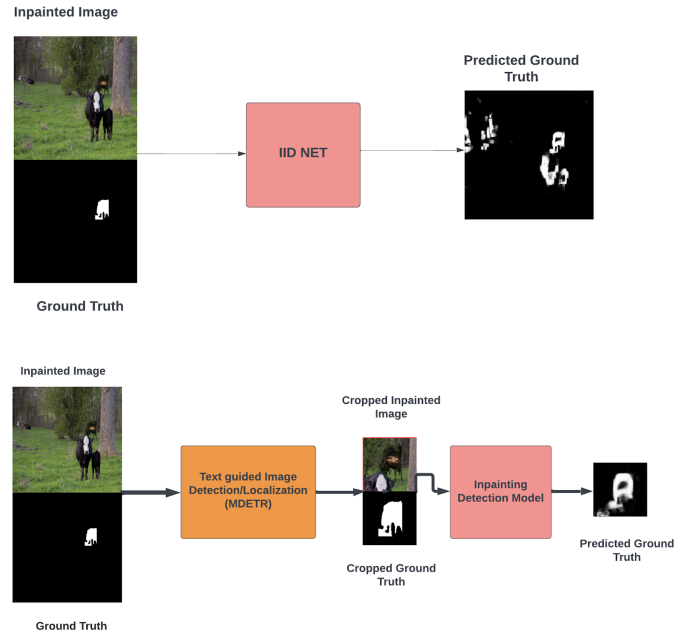 Inpainted Image
Predicted Ground
Truth
IID NET
Ground Truth
Inpainted Image
Cropped Inpainted
Image
Text guided Image
Detection/Localization
(MDETR)
Inpainting
Detection Model
Predicted Ground
Truth
Cropped Ground
Truth
Ground Truth